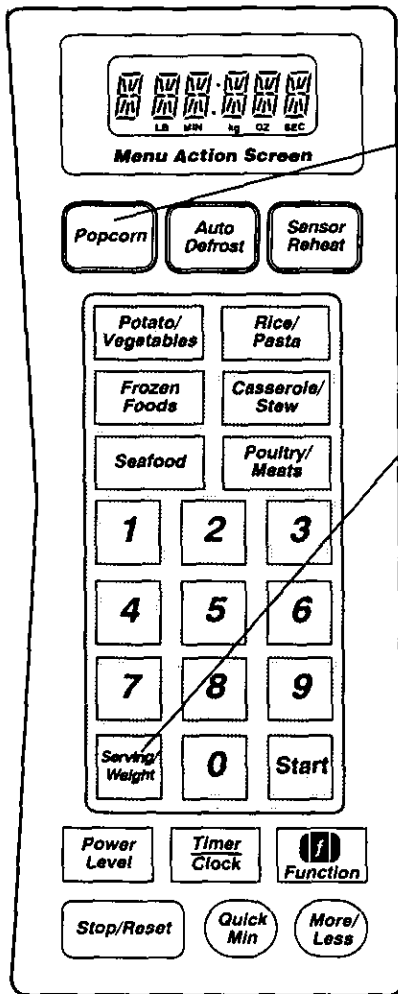 LB MIN kg OZ SEC
Menu Action Screen
Popcorn
Auto
Defrost
Sensor
Reheat
Potato/
Vegetables
Rice/
Pasta
Frozen
Foods
Casserole/
Stew
Seafood
Poultry/
Meats
1 2 3
4 5 6
7 8 9
Serving/
Weight
0
Start
Power
Level
Timer
Clock
f
Function
Stop/Reset
Quick
Min
More/
Less